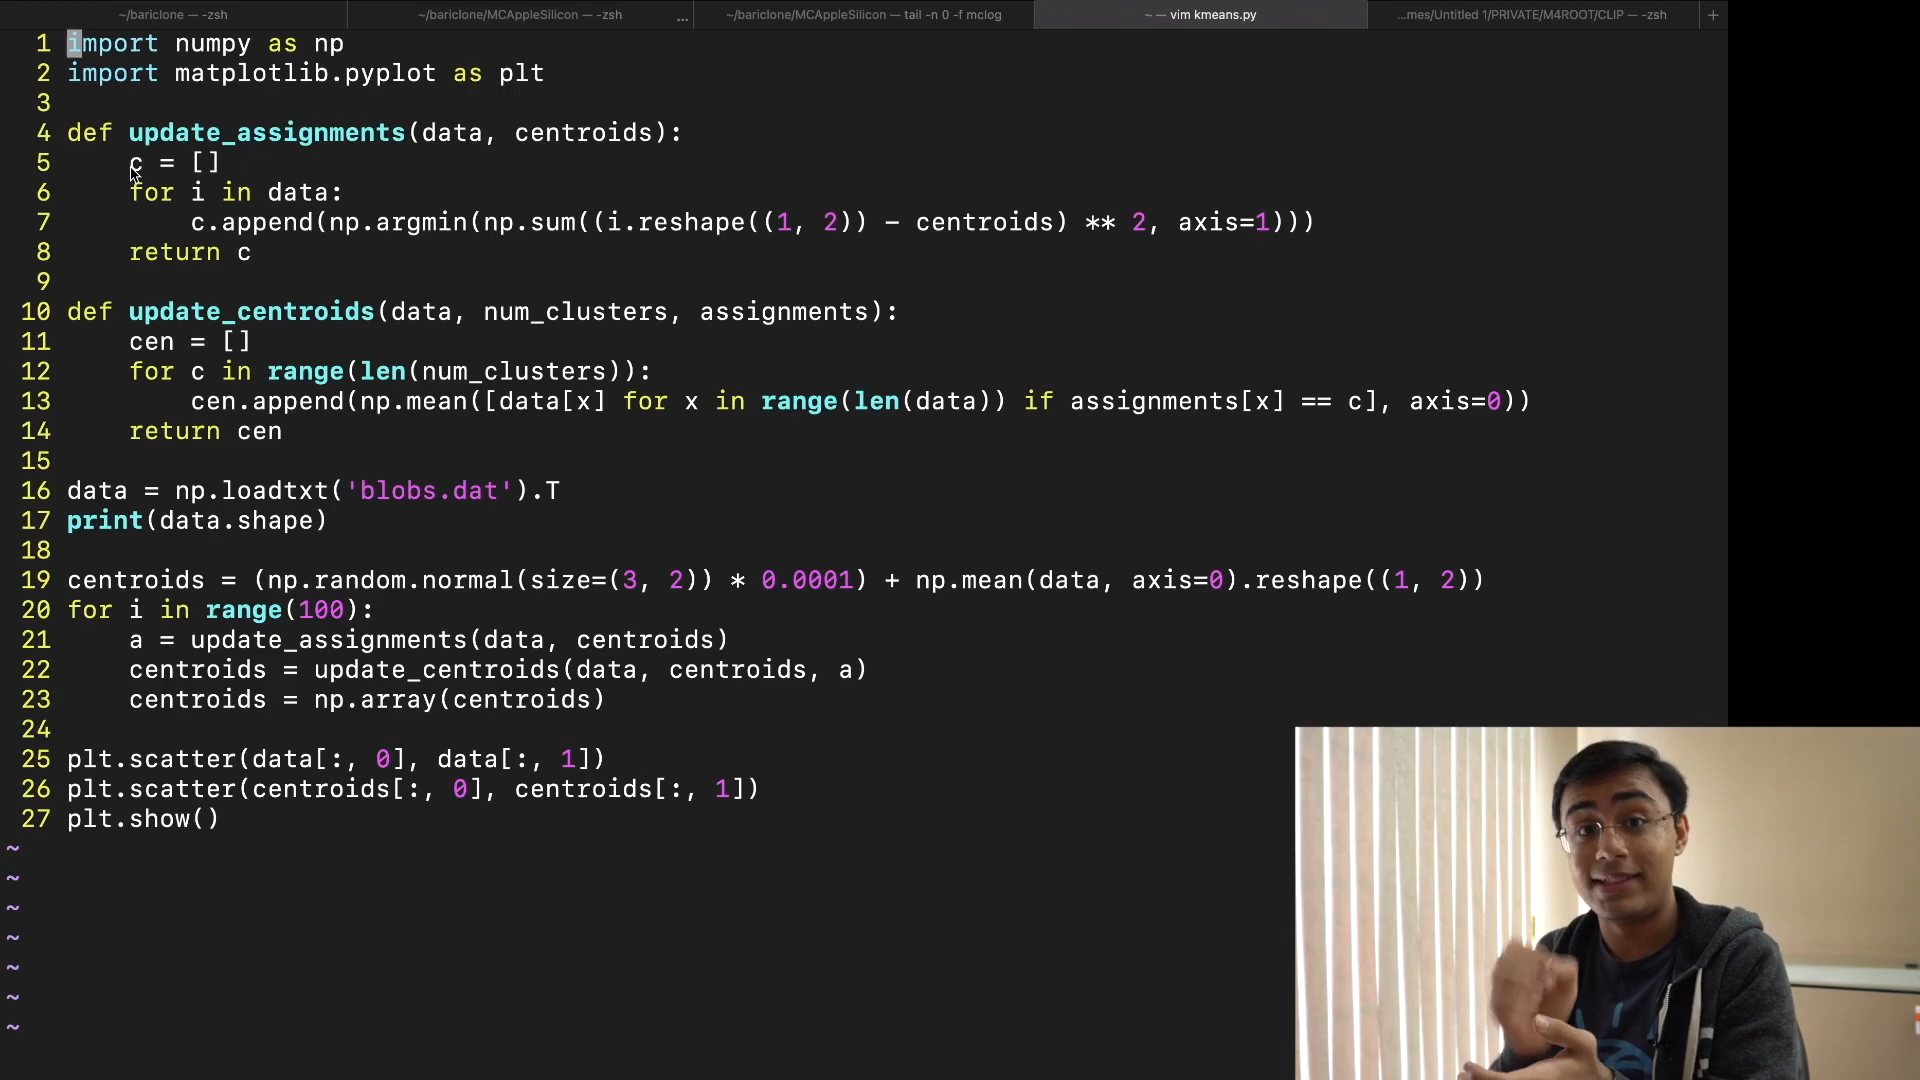 ~/bariclone — -zsh
~/bariclone/MCAppleSilicon — -zsh
...
~/bariclone/MCAppleSilicon — tail -n 0 -f mclog
~ — vim kmeans.py
...mes/Untitled 1/PRIVATE/M4ROOT/CLIP — -zsh
+
1 import numpy as np
2 import matplotlib.pyplot as plt
3
4 def update_assignments(data, centroids):
5     c = []
6     for i in data:
7         c.append(np.argmin(np.sum((i.reshape((1, 2)) - centroids) ** 2, axis=1)))
8     return c
9
10 def update_centroids(data, num_clusters, assignments):
11     cen = []
12     for c in range(len(num_clusters)):
13         cen.append(np.mean([data[x] for x in range(len(data)) if assignments[x] == c], axis=0))
14     return cen
15
16 data = np.loadtxt('blobs.dat').T
17 print(data.shape)
18
19 centroids = (np.random.normal(size=(3, 2)) * 0.0001) + np.mean(data, axis=0).reshape((1, 2))
20 for i in range(100):
21     a = update_assignments(data, centroids)
22     centroids = update_centroids(data, centroids, a)
23     centroids = np.array(centroids)
24
25 plt.scatter(data[:, 0], data[:, 1])
26 plt.scatter(centroids[:, 0], centroids[:, 1])
27 plt.show()
~
~
~
~
~
~
~